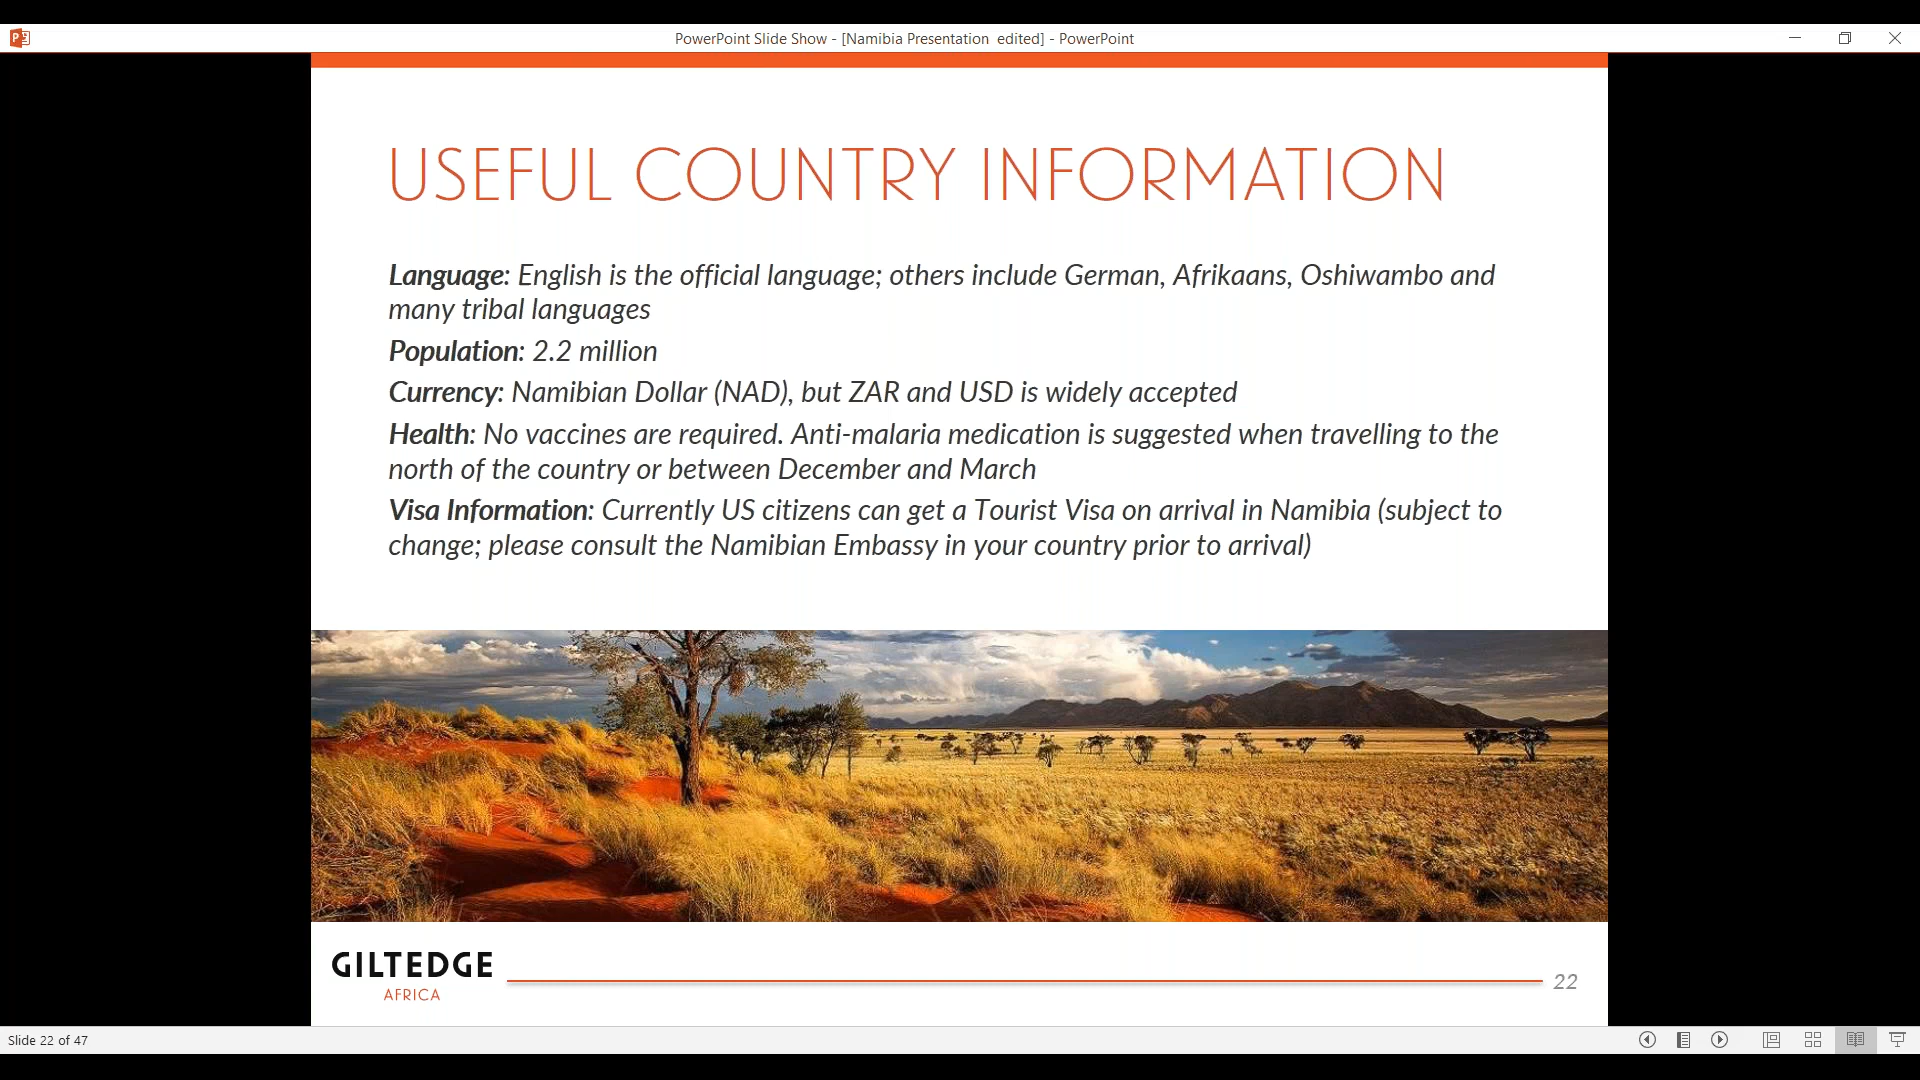 PowerPoint Slide Show - [Namibia Presentation  edited] - PowerPoint
USEFUL COUNTRY INFORMATION
Language: English is the official language; others include German, Afrikaans, Oshiwambo and
many tribal languages
Population: 2.2 million
Currency: Namibian Dollar (NAD), but ZAR and USD is widely accepted
Health: No vaccines are required. Anti-malaria medication is suggested when travelling to the
north of the country or between December and March
Visa Information: Currently US citizens can get a Tourist Visa on arrival in Namibia (subject to
change; please consult the Namibian Embassy in your country prior to arrival)
GILTEDGE
AFRICA
22
Slide 22 of 47